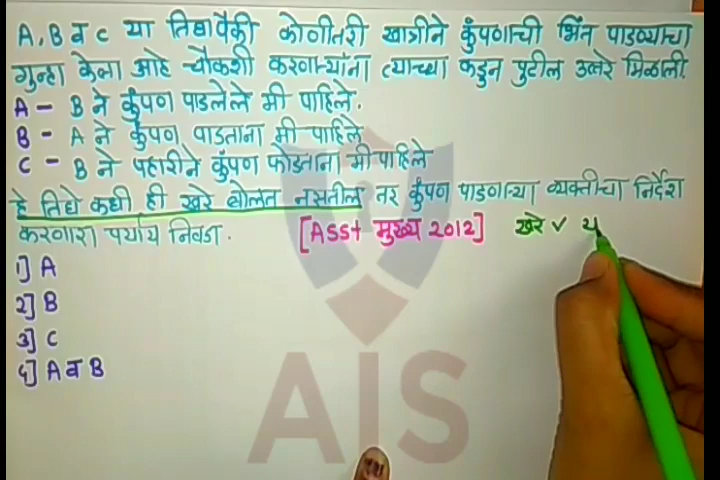 A, B व C या तिघापैकी कोणीतरी खात्रीने कुंपणाची भिंत पाडण्याचा
गुन्हा केला आहे चौकशी करणाऱ्यांना त्याच्या कडुन पुढील उत्तरे मिळाली.
A - B ने कुंपण पाडलेले मी पाहिले.
B - A ने कुंपण पाडताना मी पाहिले
C - B ने पहारीने कुंपण फोडताना मी पाहिले
हे तिघे कधी ही खरे बोलत नसतील तर कुंपण पाडणाऱ्या व्यक्तीचा निर्देश
करणारा पर्याय निवडा. [ASST मुख्य 2012] खरे ✓
1] A
2] B
3] C
4] A व B
AIS